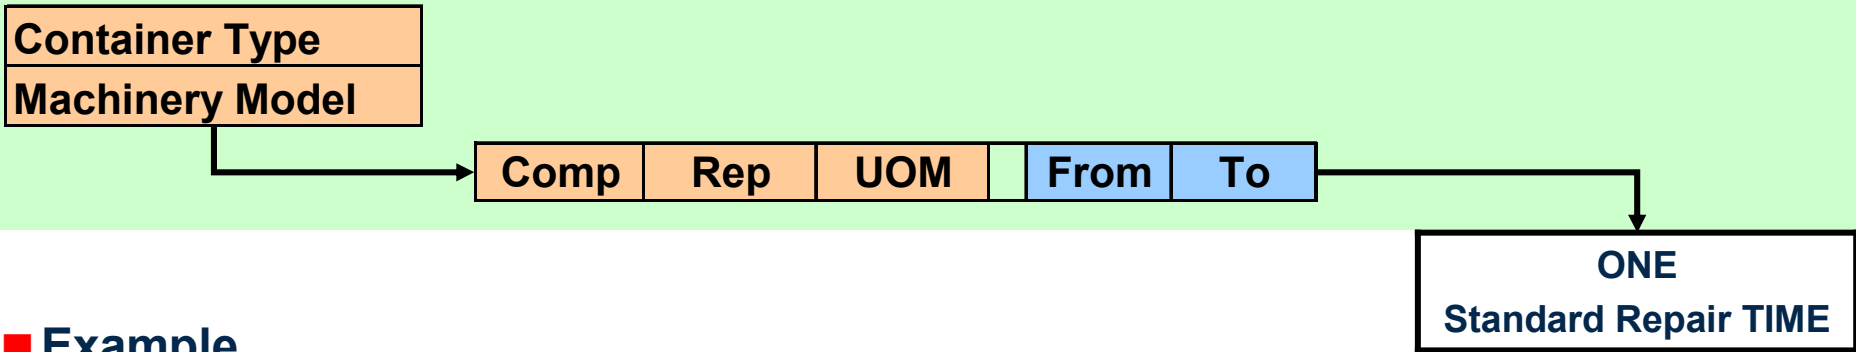 Container Type
Machinery Model
Comp Rep UOM From To
ONE
Standard Repair TIME
Example